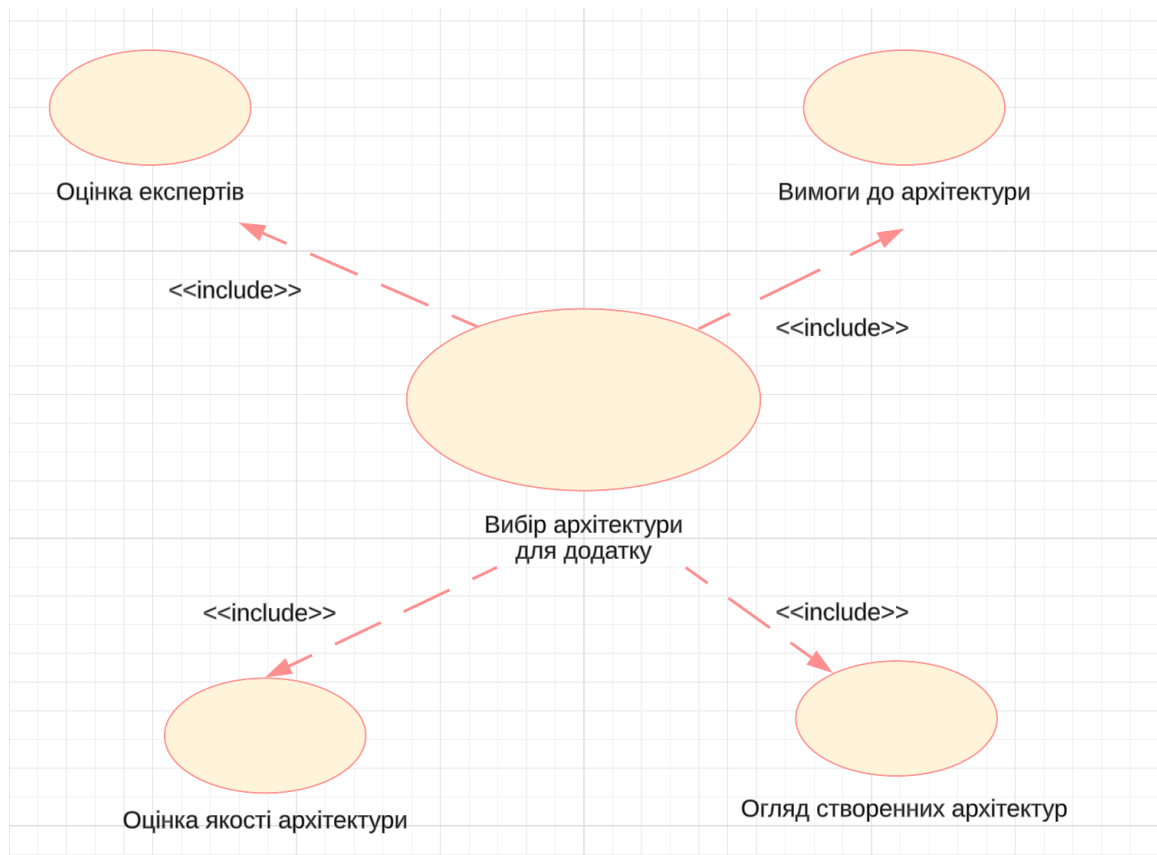 Оцінка експертів
Вимоги до архітектури
<<include>>
<<include>>
Вибір архітектури
для додатку
<<include>>
<<include>>
Оцінка якості архітектури
Огляд створенних архітектур